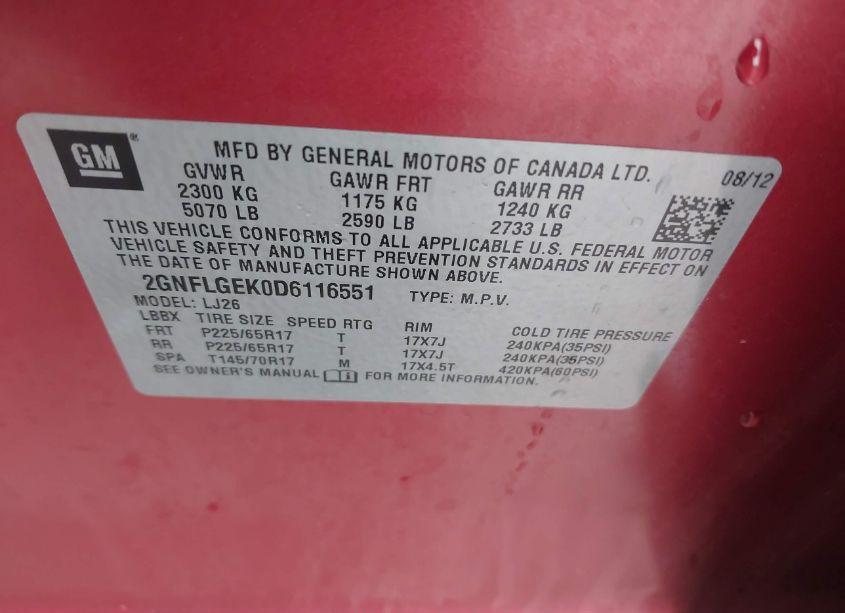 GM®
MFD BY GENERAL MOTORS OF CANADA LTD. 08/12
GVWR GAWR FRT GAWR RR
2300 KG 1175 KG 1240 KG
5070 LB 2590 LB 2733 LB
THIS VEHICLE CONFORMS TO ALL APPLICABLE U.S. FEDERAL MOTOR
VEHICLE SAFETY AND THEFT PREVENTION STANDARDS IN EFFECT ON
THE DATE OF MANUFACTURE SHOWN ABOVE.
2GNFLGEK0D6116551 TYPE: M.P.V.
MODEL: LJ26
LBBX TIRE SIZE SPEED RTG RIM COLD TIRE PRESSURE
FRT P225/65R17 T 17X7J 240KPA(35PSI)
RR P225/65R17 T 17X7J 240KPA(35PSI)
SPA T145/70R17 M 17X4.5T 420KPA(60PSI)
SEE OWNER'S MANUAL FOR MORE INFORMATION.